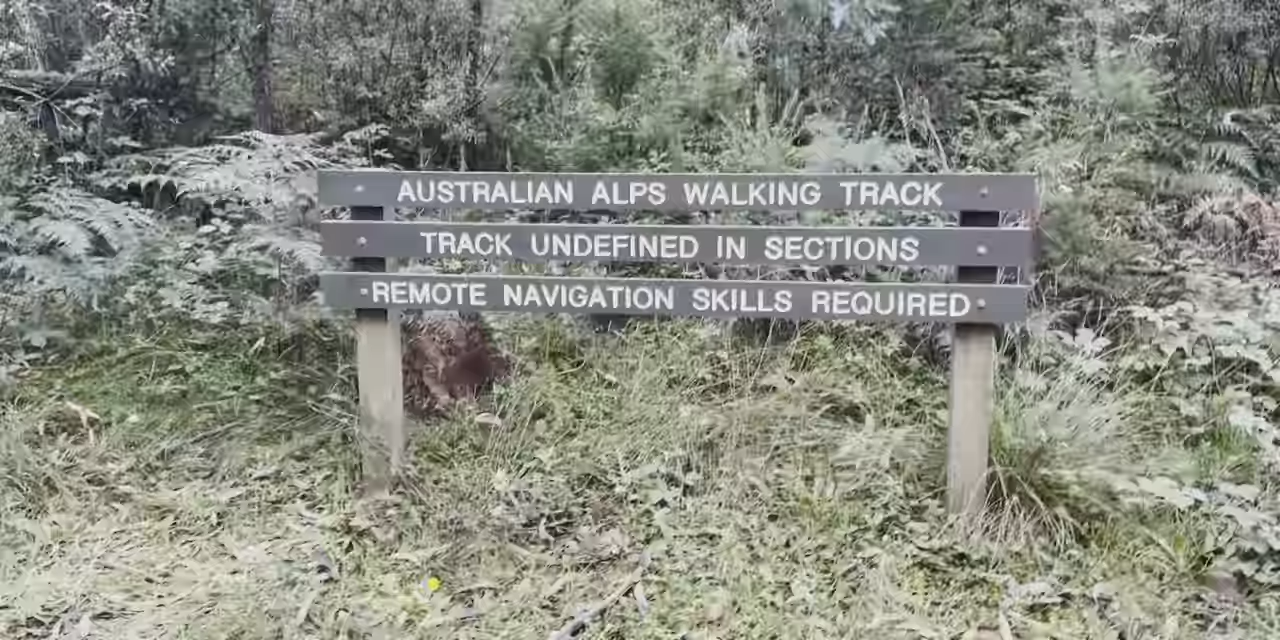 AUSTRALIAN ALPS WALKING TRACK
TRACK UNDEFINED IN SECTIONS
REMOTE NAVIGATION SKILLS REQUIRED